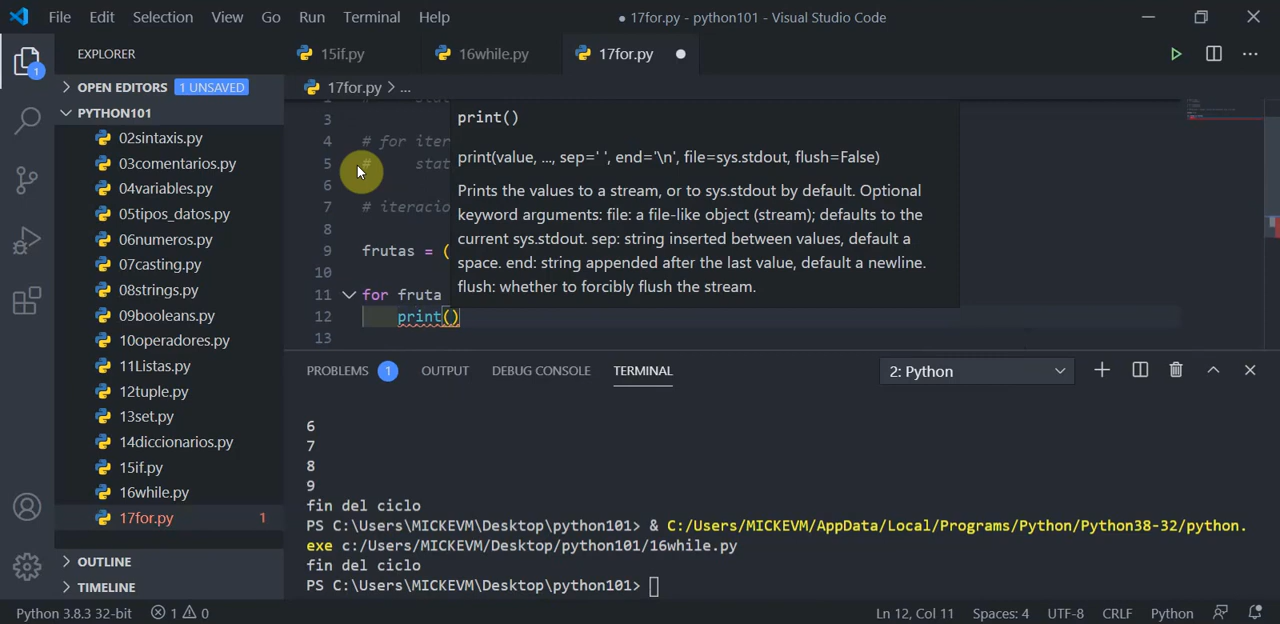 File Edit Selection View Go Run Terminal Help ● 17for.py - python101 - Visual Studio Code
EXPLORER
15if.py 16while.py 17for.py ●
OPEN EDITORS 1 UNSAVED
17for.py > ...
PYTHON101
02sintaxis.py
03comentarios.py
04variables.py
05tipos_datos.py
06numeros.py
07casting.py
08strings.py
09booleans.py
10operadores.py
11Listas.py
12tuple.py
13set.py
14diccionarios.py
15if.py
16while.py
17for.py 1
OUTLINE
TIMELINE
1
3
4 # for iter
5 # stat
6
7 # iteracio
8
9 frutas = (
10
11 for fruta
12 print()
13
print()
print(value, ..., sep=' ', end='\n', file=sys.stdout, flush=False)
Prints the values to a stream, or to sys.stdout by default. Optional
keyword arguments: file: a file-like object (stream); defaults to the
current sys.stdout. sep: string inserted between values, default a
space. end: string appended after the last value, default a newline.
flush: whether to forcibly flush the stream.
PROBLEMS 1 OUTPUT DEBUG CONSOLE TERMINAL 2: Python
6
7
8
9
fin del ciclo
PS C:\Users\MICKEVM\Desktop\python101> & C:/Users/MICKEVM/AppData/Local/Programs/Python/Python38-32/python.
exe c:/Users/MICKEVM/Desktop/python101/16while.py
fin del ciclo
PS C:\Users\MICKEVM\Desktop\python101>
Python 3.8.3 32-bit 1 0 Ln 12, Col 11 Spaces: 4 UTF-8 CRLF Python